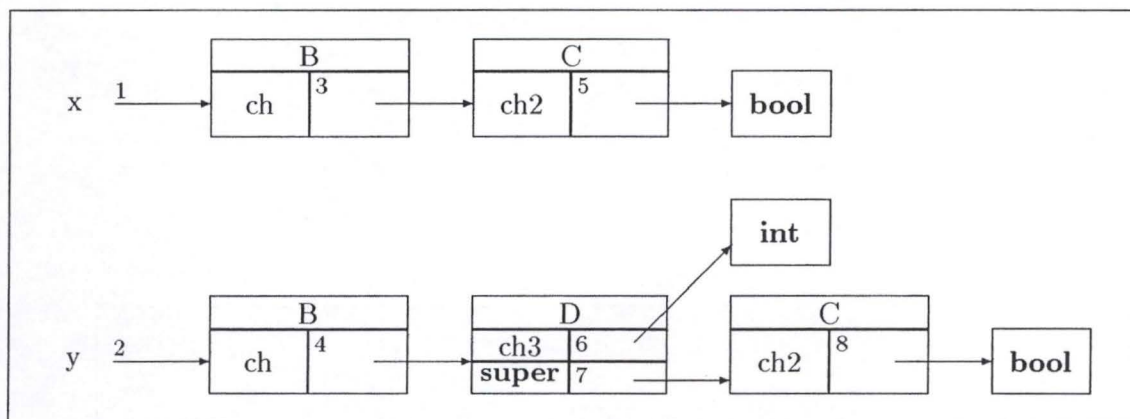 B C
x 1 ch 3 ch2 5 bool
int
B D C
y 2 ch 4 ch3 6 ch2 8 bool
super 7